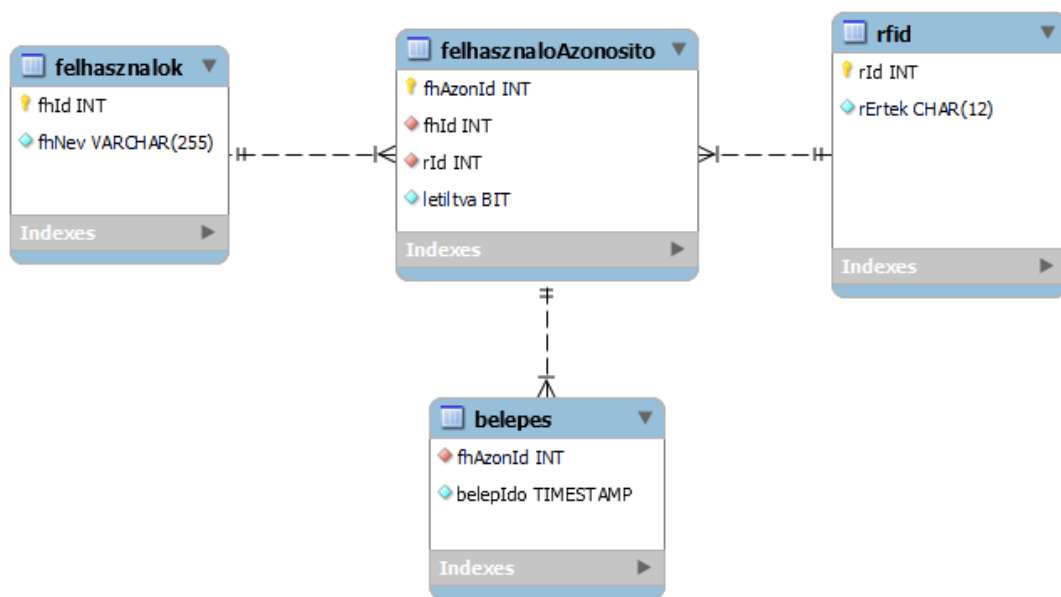 felhasznalok
fhId INT
fhNev VARCHAR(255)
Indexes
felhasznaloAzonosito
fhAzonId INT
fhId INT
rId INT
letiltva BIT
Indexes
rfid
rId INT
rErtek CHAR(12)
Indexes
belepes
fhAzonId INT
belepIdo TIMESTAMP
Indexes